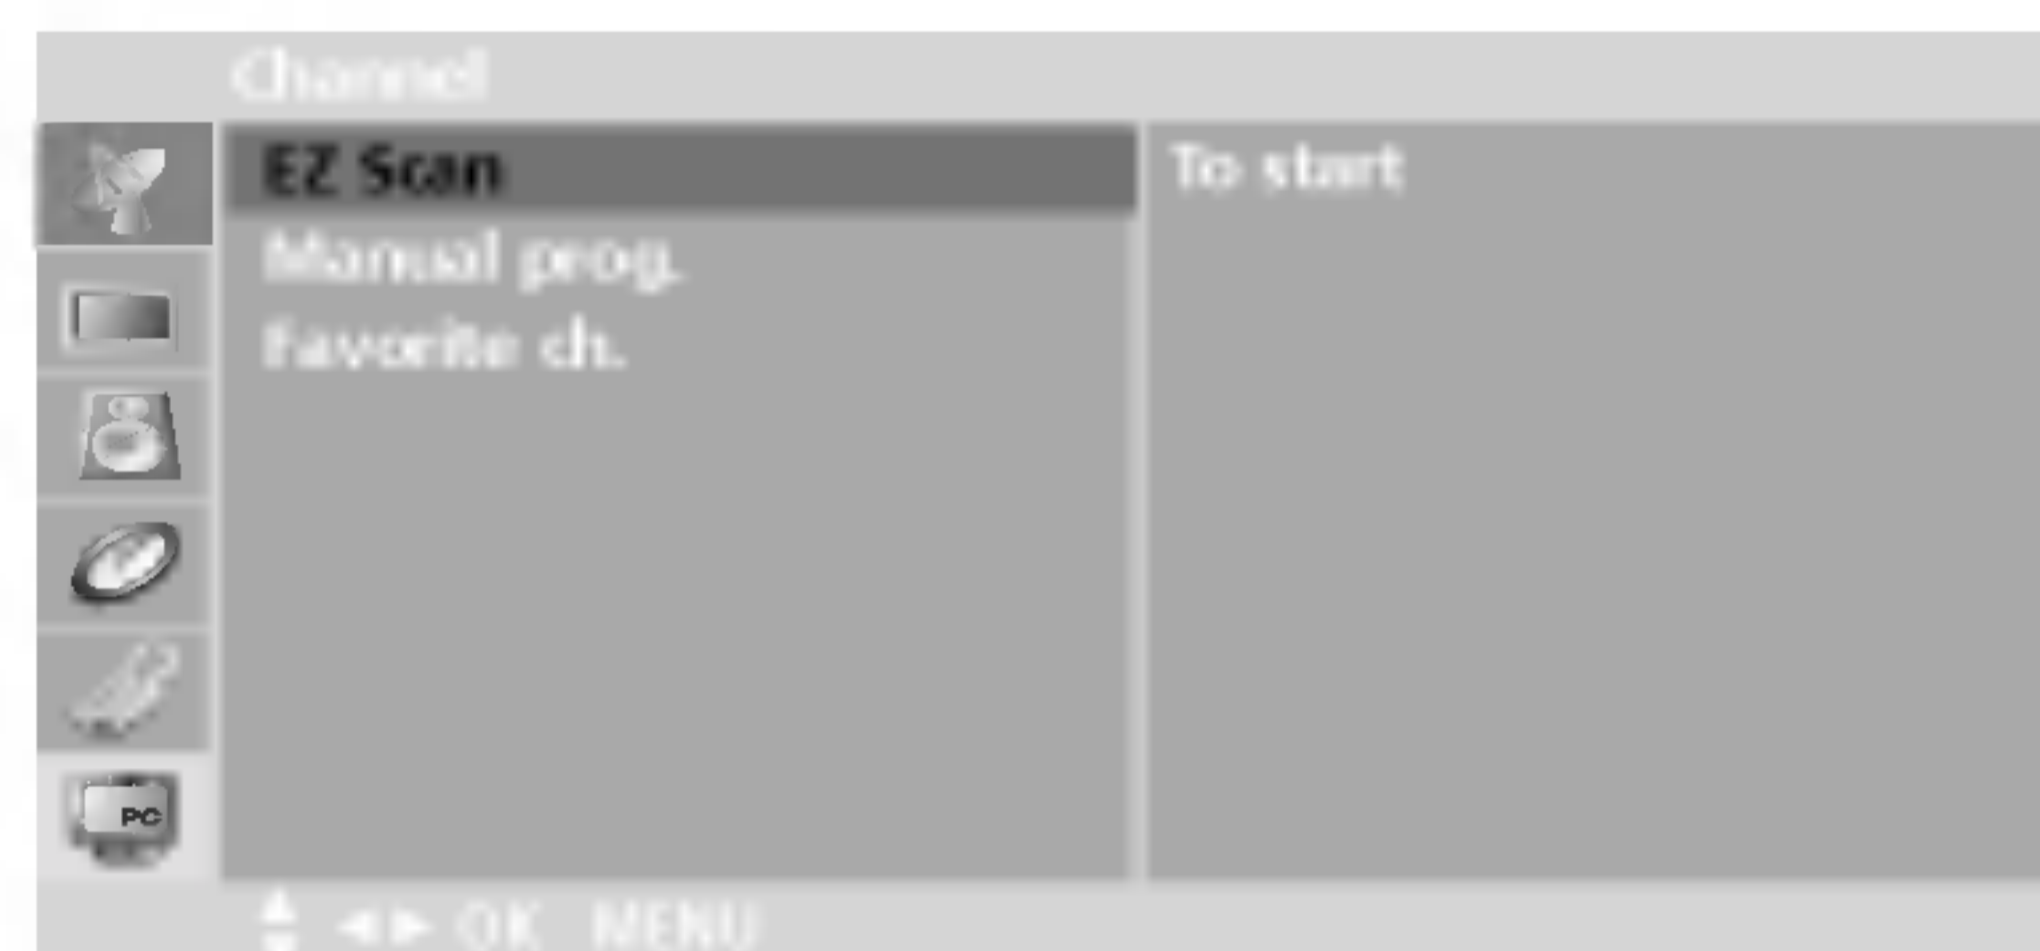 Channel
EZ Scan
To start
Manual prog.
Favorite ch.
PC
OK MENU